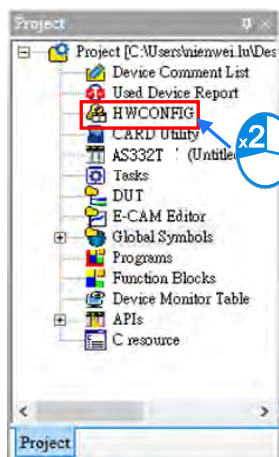 Project
Project [C:\Users\nienwei.lu\Des
Device Comment List
Used Device Report
HWCONFIG
CARD Utility
AS332T (Untitle
Tasks
DUT
E-CAM Editor
Global Symbols
Programs
Function Blocks
Device Monitor Table
APIs
C resource
x2
Project